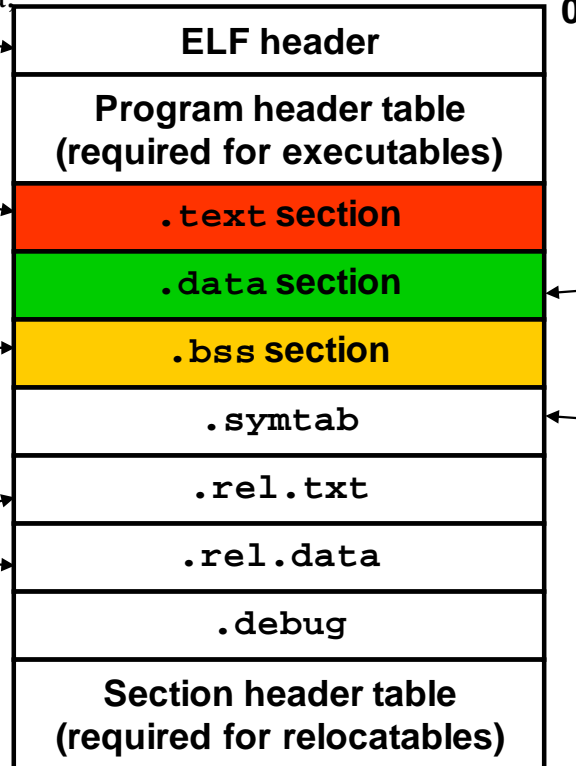 0
ELF header
Program header table
(required for executables)
.text section
.data section
.bss section
.symtab
.rel.txt
.rel.data
.debug
Section header table
(required for relocatables)